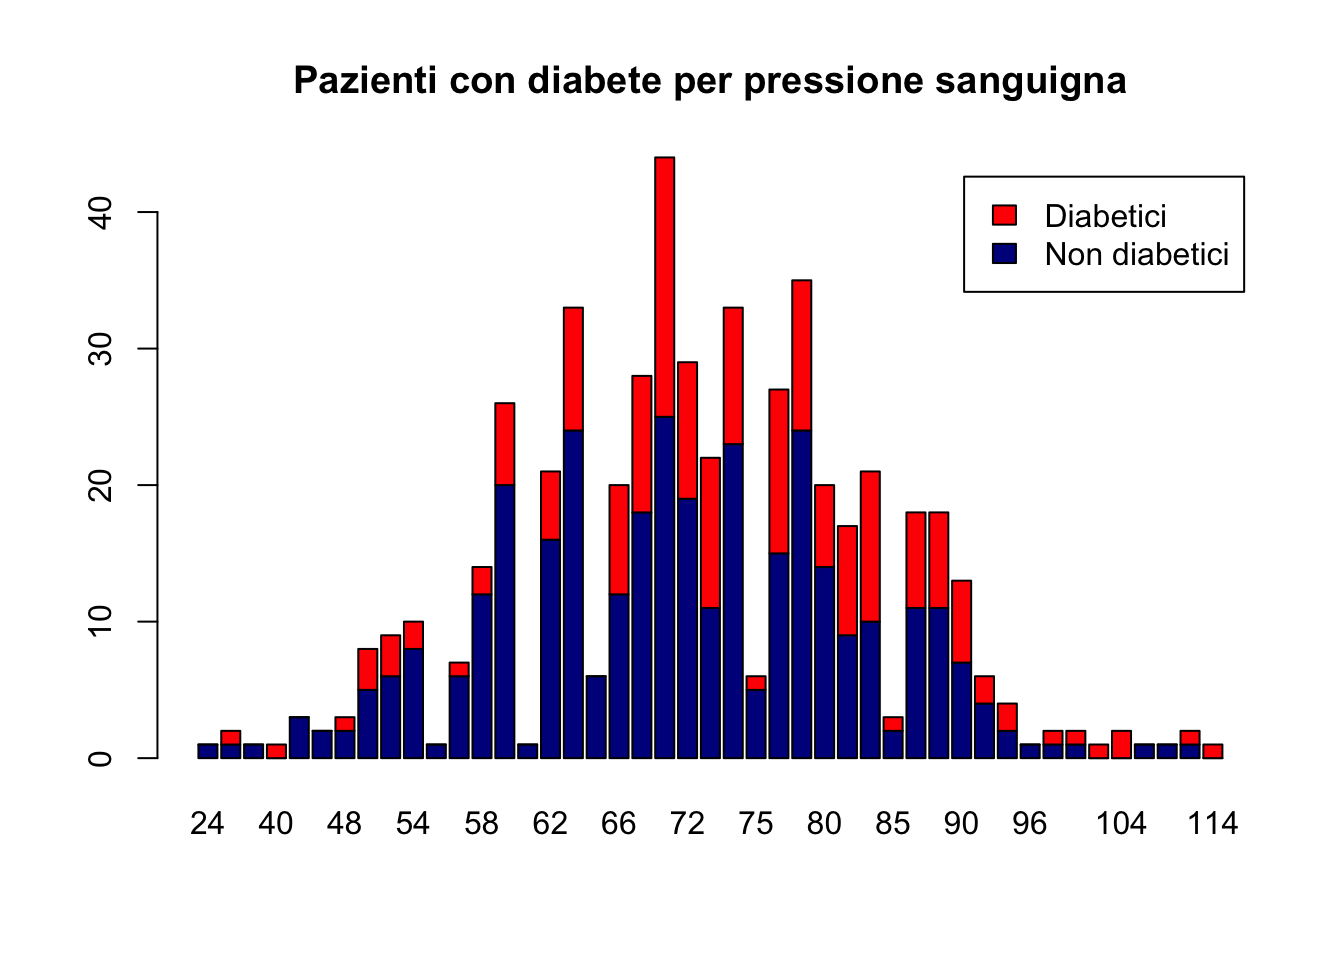 Pazienti con diabete per pressione sanguigna
Diabetici
Non diabetici
40
30
20
10
0
24 40 48 54 58 62 66 72 75 80 85 90 96 104 114